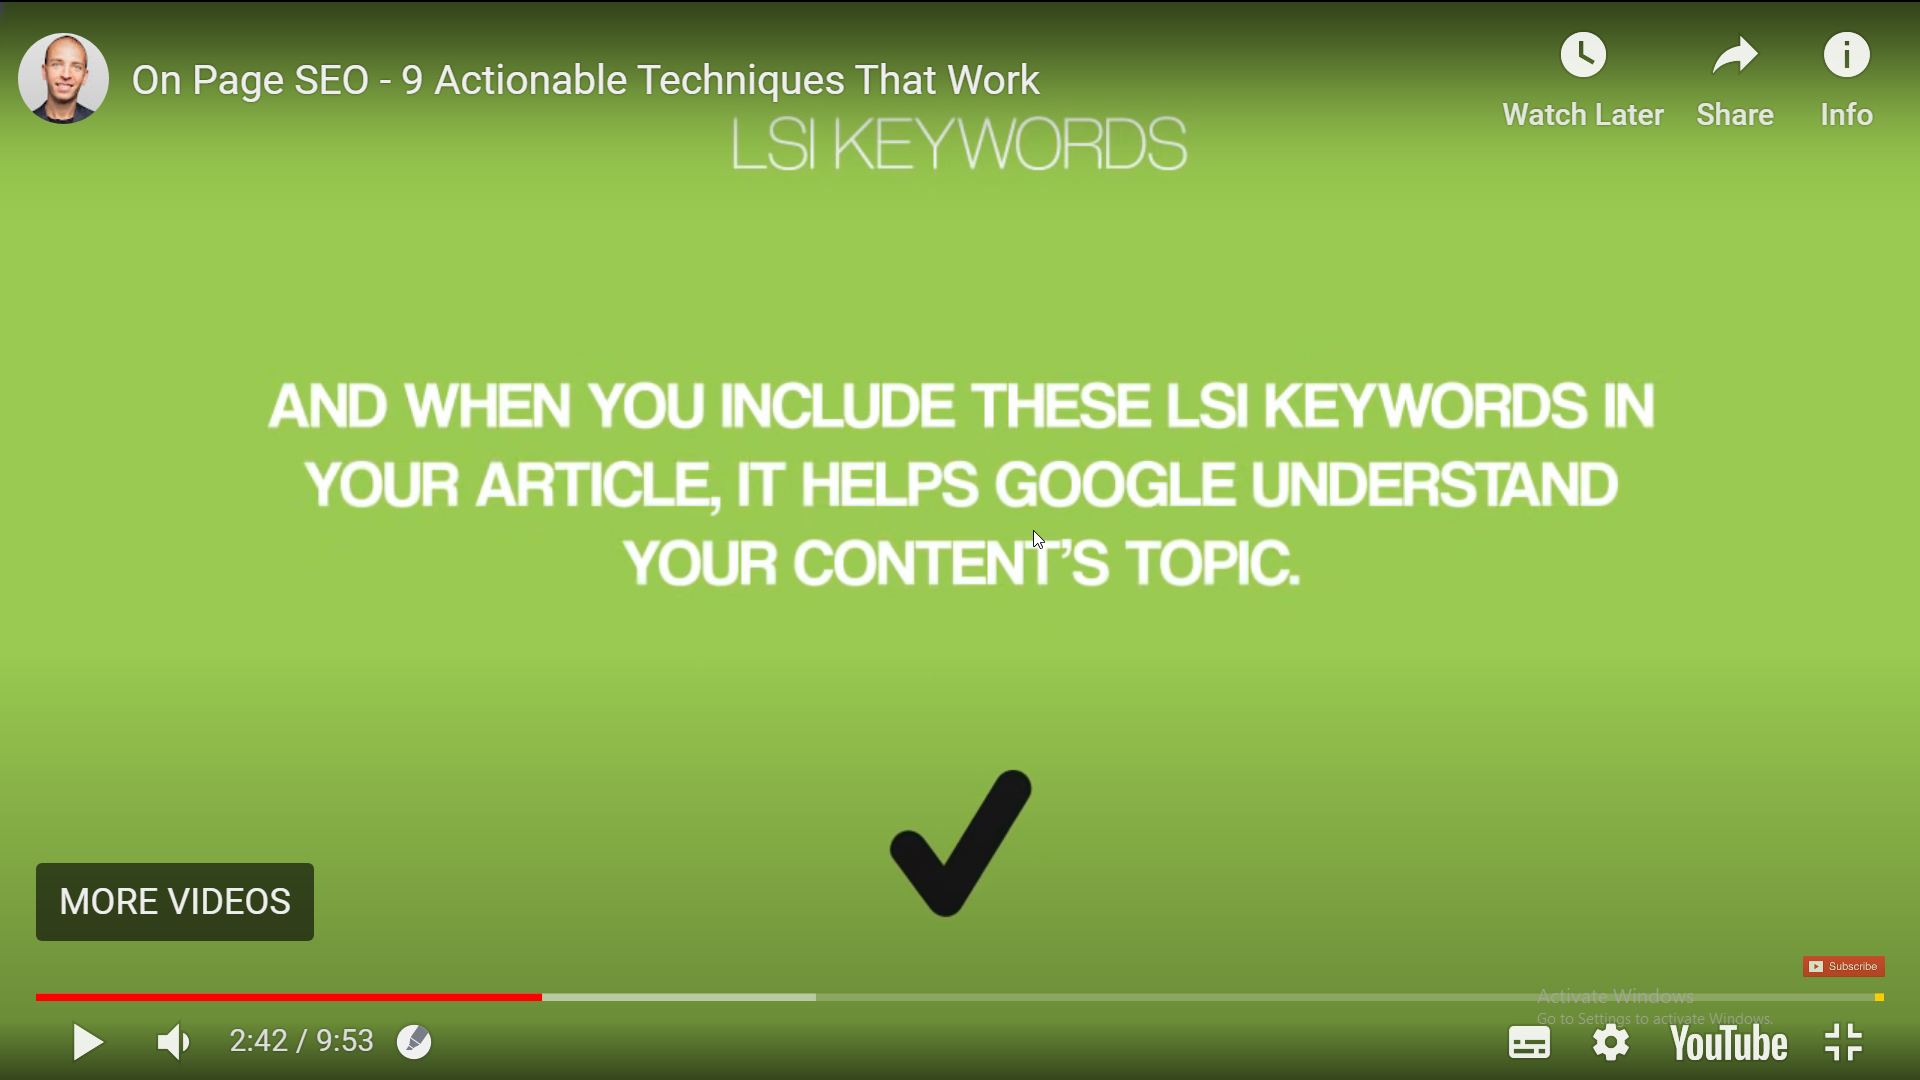 On Page SEO - 9 Actionable Techniques That Work
Watch Later
Share
Info
LSI KEYWORDS
AND WHEN YOU INCLUDE THESE LSI KEYWORDS IN
YOUR ARTICLE, IT HELPS GOOGLE UNDERSTAND
YOUR CONTENT'S TOPIC.
MORE VIDEOS
Subscribe
Activate Windows
Go to Settings to activate Windows.
2:42 / 9:53
YouTube